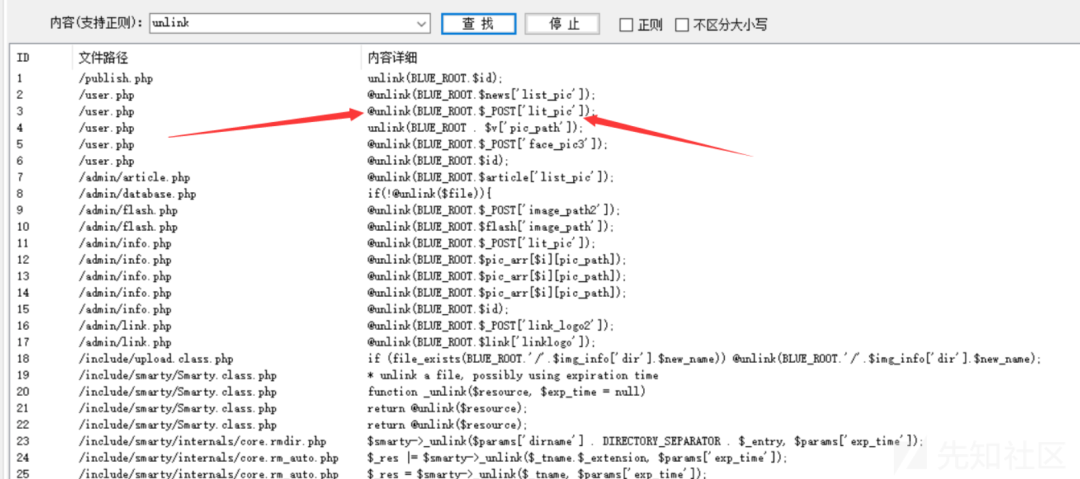 内容(支持正则): unlink 查 找 停 止 正则 不区分大小写
ID 文件路径 内容详细
1 /publish.php unlink(BLUE_ROOT.$id);
2 /user.php @unlink(BLUE_ROOT.$news['list_pic']);
3 /user.php @unlink(BLUE_ROOT.$_POST['lit_pic']);
4 /user.php unlink(BLUE_ROOT . $v['pic_path']);
5 /user.php @unlink(BLUE_ROOT.$_POST['face_pic3']);
6 /user.php @unlink(BLUE_ROOT.$id);
7 /admin/article.php @unlink(BLUE_ROOT.$article['list_pic']);
8 /admin/database.php if(!@unlink($file)){
9 /admin/flash.php @unlink(BLUE_ROOT.$_POST['image_path2']);
10 /admin/flash.php @unlink(BLUE_ROOT.$flash['image_path']);
11 /admin/info.php @unlink(BLUE_ROOT.$_POST['lit_pic']);
12 /admin/info.php @unlink(BLUE_ROOT.$pic_arr[$i][pic_path]);
13 /admin/info.php @unlink(BLUE_ROOT.$pic_arr[$i][pic_path]);
14 /admin/info.php @unlink(BLUE_ROOT.$pic_arr[$i][pic_path]);
15 /admin/info.php @unlink(BLUE_ROOT.$id);
16 /admin/link.php @unlink(BLUE_ROOT.$_POST['link_logo2']);
17 /admin/link.php @unlink(BLUE_ROOT.$link['linklogo']);
18 /include/upload.class.php if (file_exists(BLUE_ROOT.'/'.$img_info['dir'].$new_name)) @unlink(BLUE_ROOT.'/'.$img_info['dir'].$new_name);
19 /include/smarty/Smarty.class.php * unlink a file, possibly using expiration time
20 /include/smarty/Smarty.class.php function _unlink($resource, $exp_time = null)
21 /include/smarty/Smarty.class.php return @unlink($resource);
22 /include/smarty/Smarty.class.php return @unlink($resource);
23 /include/smarty/internals/core.rmdir.php $smarty->_unlink($params['dirname'] . DIRECTORY_SEPARATOR . $_entry, $params['exp_time']);
24 /include/smarty/internals/core.rm_auto.php $_res |= $smarty->_unlink($_tname.$_extension, $params['exp_time']);
25 /include/smarty/internals/core.rm_auto.php $_res = $smarty->_unlink($_tname, $params['exp_time']);
先知社区